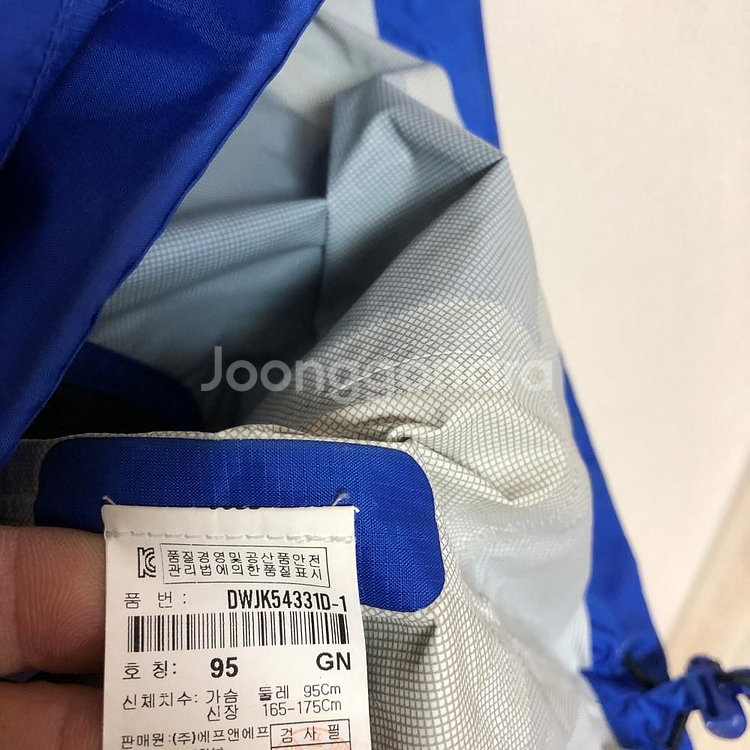 Joonggonara
품질경영및공산품안전
관리법에의한품질표시
품 번: DWJK54331D-1
호 칭: 95 GN
신체치수: 가슴 둘레 95Cm
신장 165-175Cm
판매원:(주)에프앤에프 검 사 필